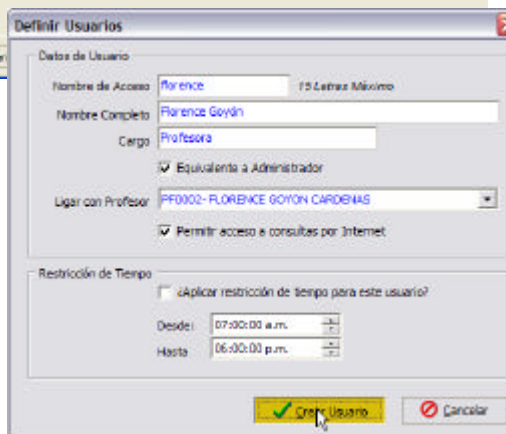 Definir Usuarios
Datos de Usuario
Nombre de Acceso florence 15 Letras Máximo
Nombre Completo Florence Goyón
Cargo Profesora
Equivalente a Administrador
Ligar con Profesor PF0002- FLORENCE GOYON CARDENAS
Permitir acceso a consultas por Internet
Restricción de Tiempo
¿Aplicar restricción de tiempo para este usuario?
Desde: 07:00:00 a.m.
Hasta 06:00:00 p.m.
Crear Usuario Cancelar